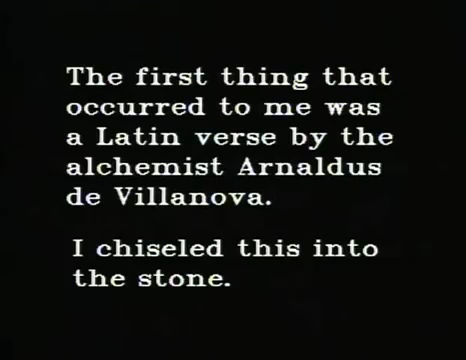 The first thing that
occurred to me was
a Latin verse by the
alchemist Arnaldus
de Villanova.
I chiseled this into
the stone.